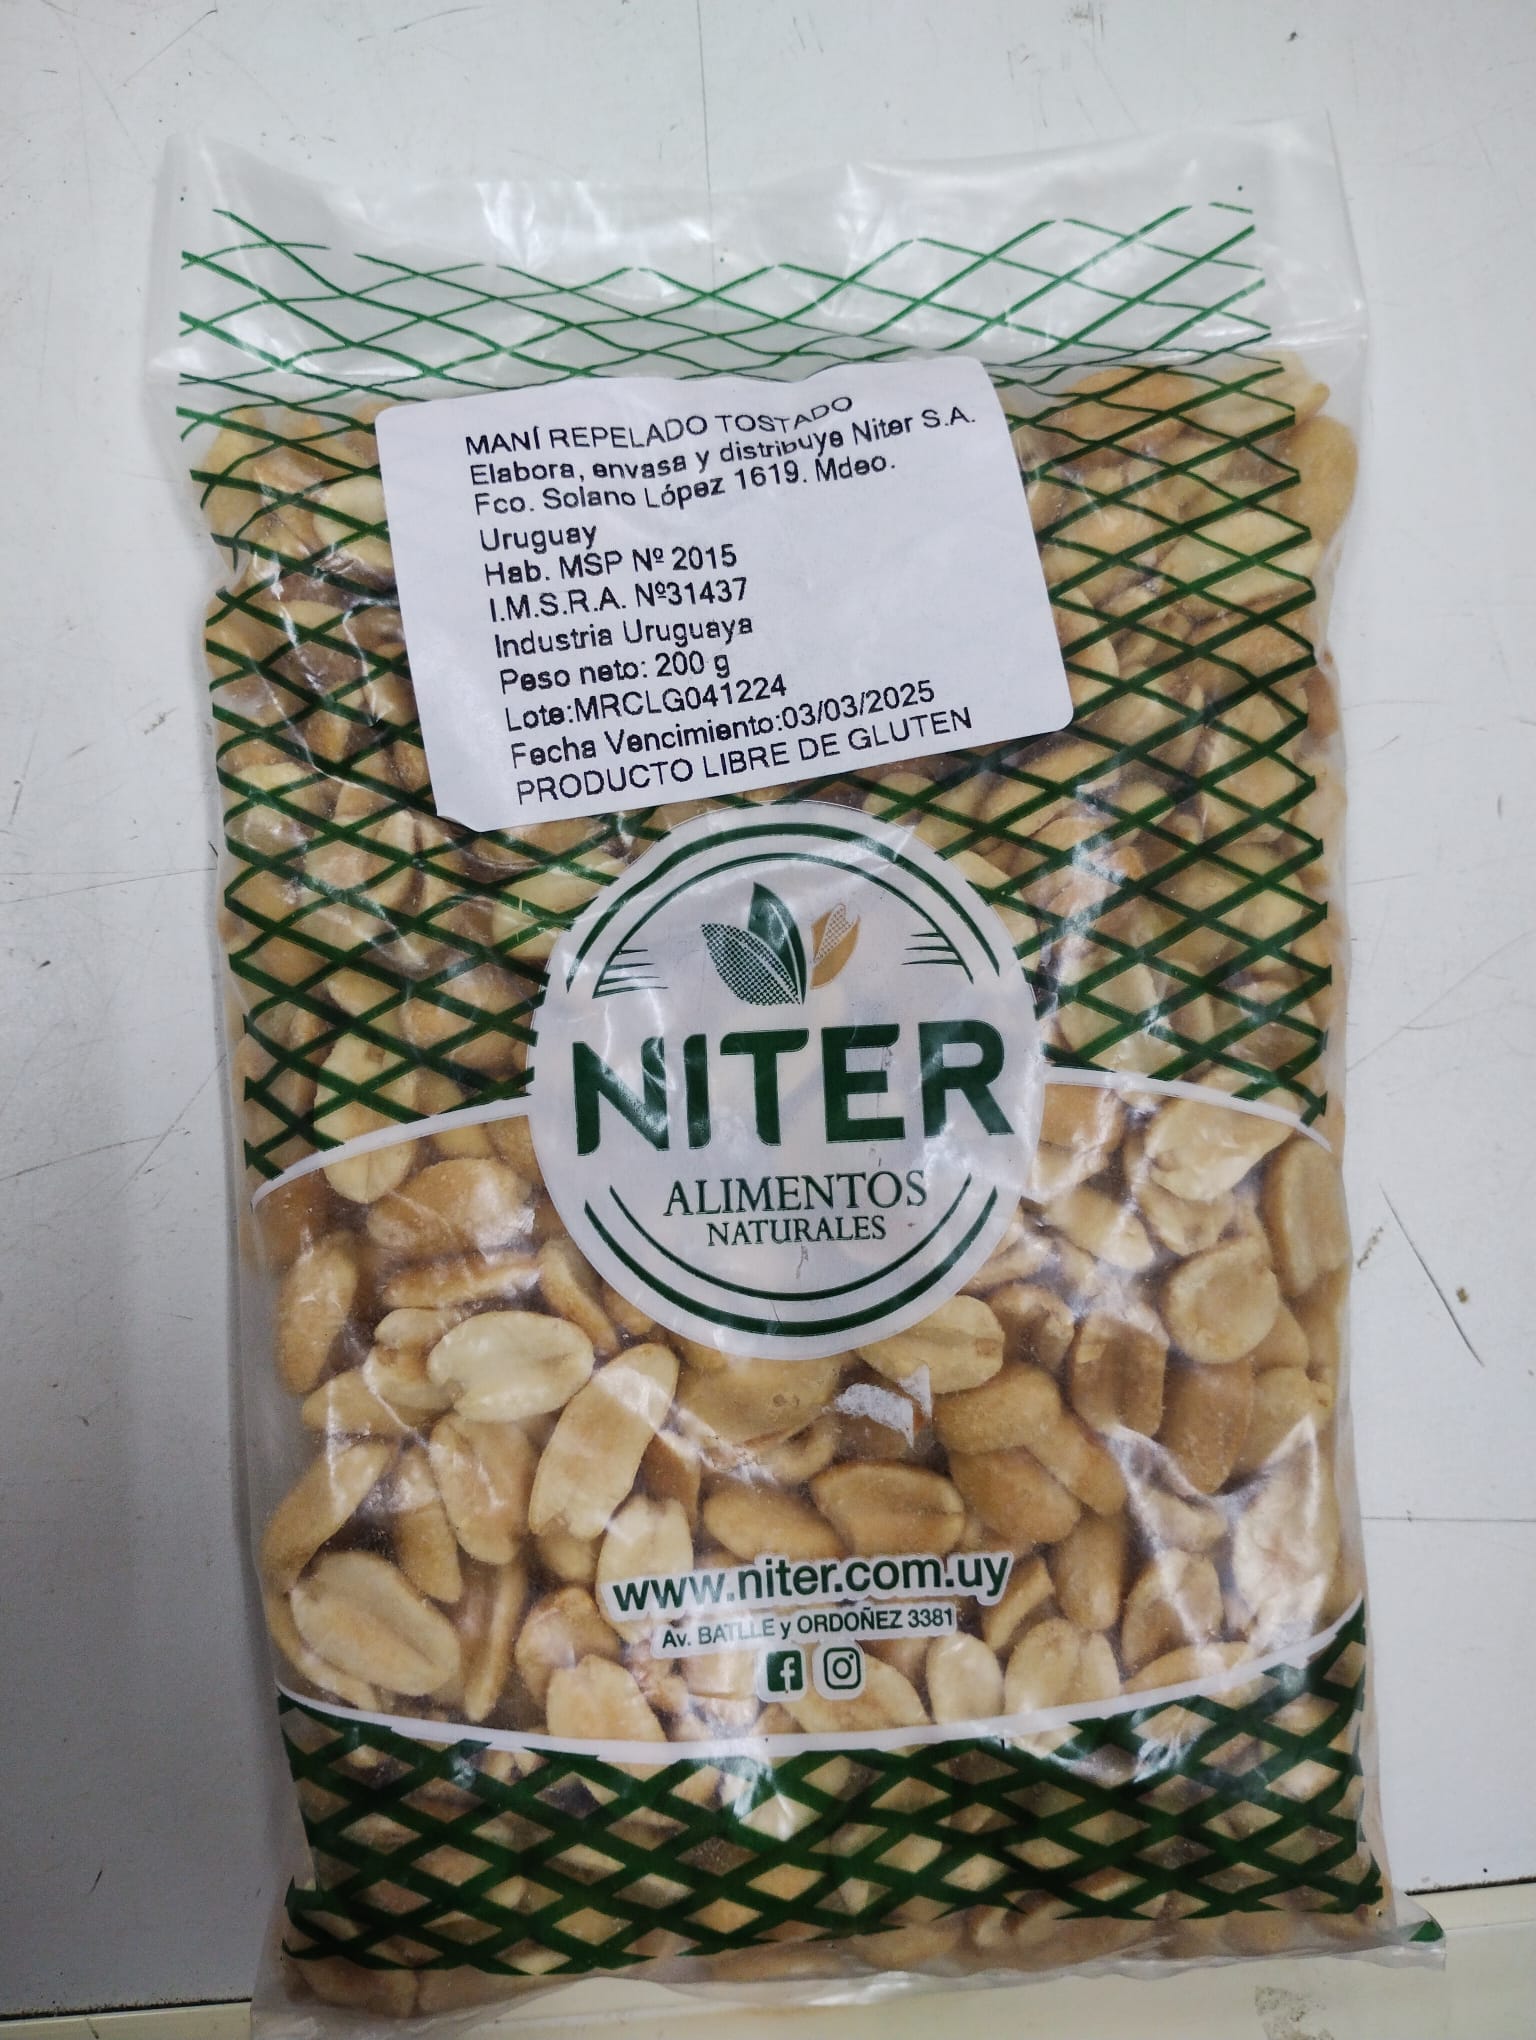 MANÍ REPELADO TOSTADO
Elabora, envasa y distribuye Niter S.A.
Fco. Solano López 1619. Mdeo.
Uruguay
Hab. MSP Nº 2015
I.M.S.R.A. Nº31437
Industria Uruguaya
Peso neto: 200 g
Lote:MRCLG041224
Fecha Vencimiento:03/03/2025
PRODUCTO LIBRE DE GLUTEN
NITER
ALIMENTOS
NATURALES
www.niter.com.uy
Av. BATLLE y ORDOÑEZ 3381